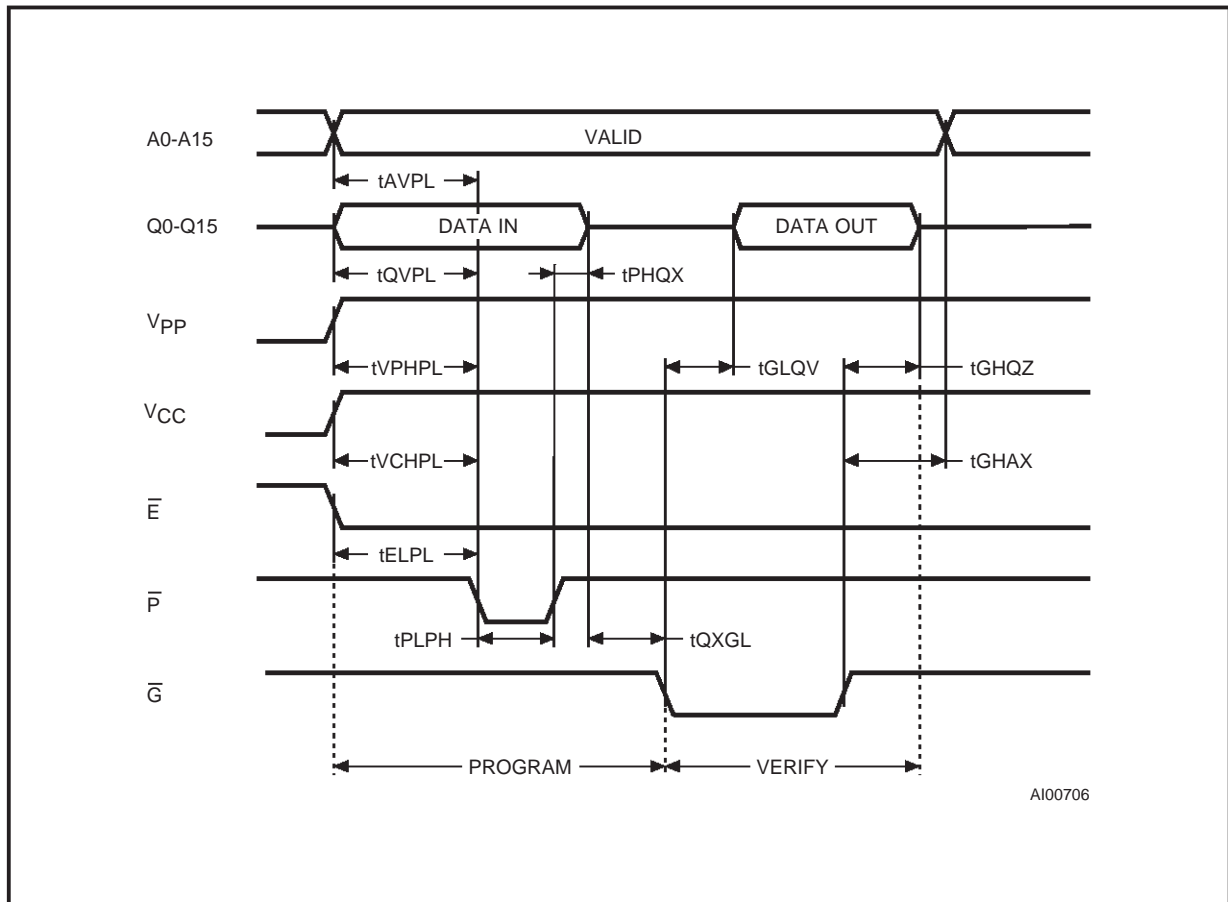 A0-A15
VALID
tAVPL
Q0-Q15
DATA IN
DATA OUT
tQVPL
tPHQX
VPP
tVPHPL
tGLQV
tGHQZ
VCC
tVCHPL
tGHAX
E̅
tELPL
P̅
tPLPH
tQXGL
G̅
PROGRAM
VERIFY
AI00706